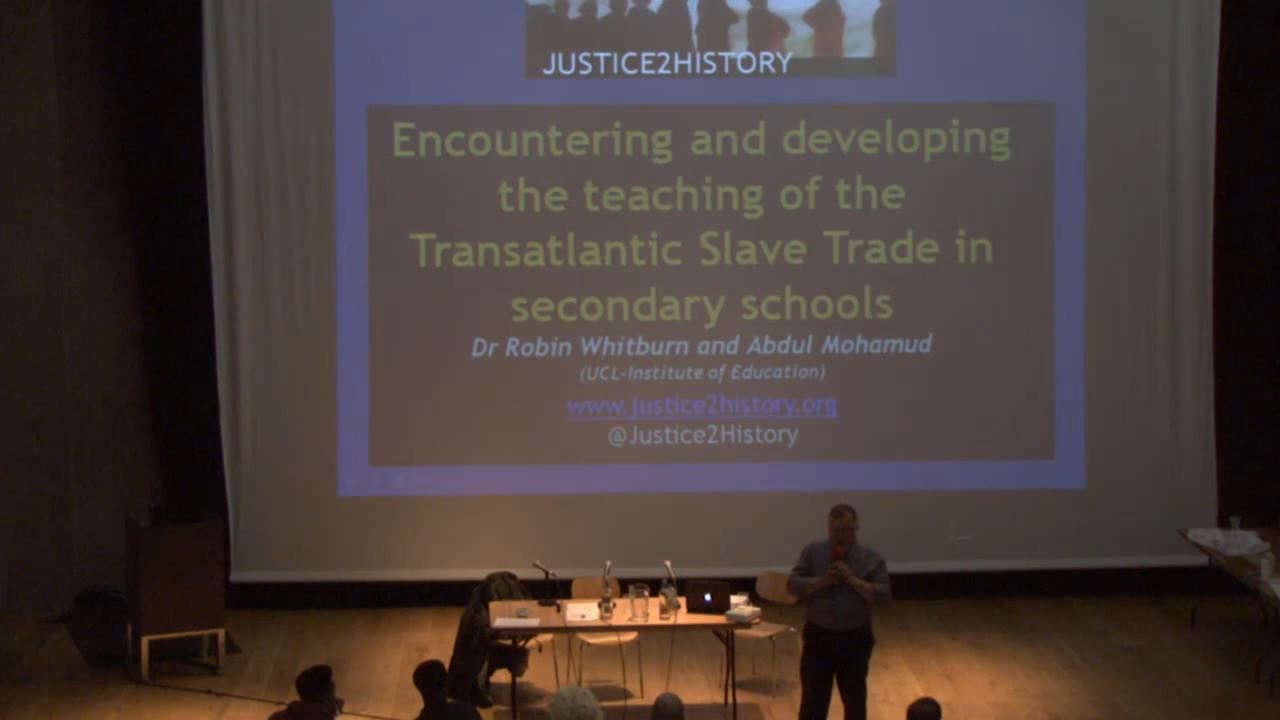 JUSTICE2HISTORY
Encountering and developing
the teaching of the
Transatlantic Slave Trade in
secondary schools
Dr Robin Whitburn and Abdul Mohamud
(UCL-Institute of Education)
www.justice2history.org
@Justice2History